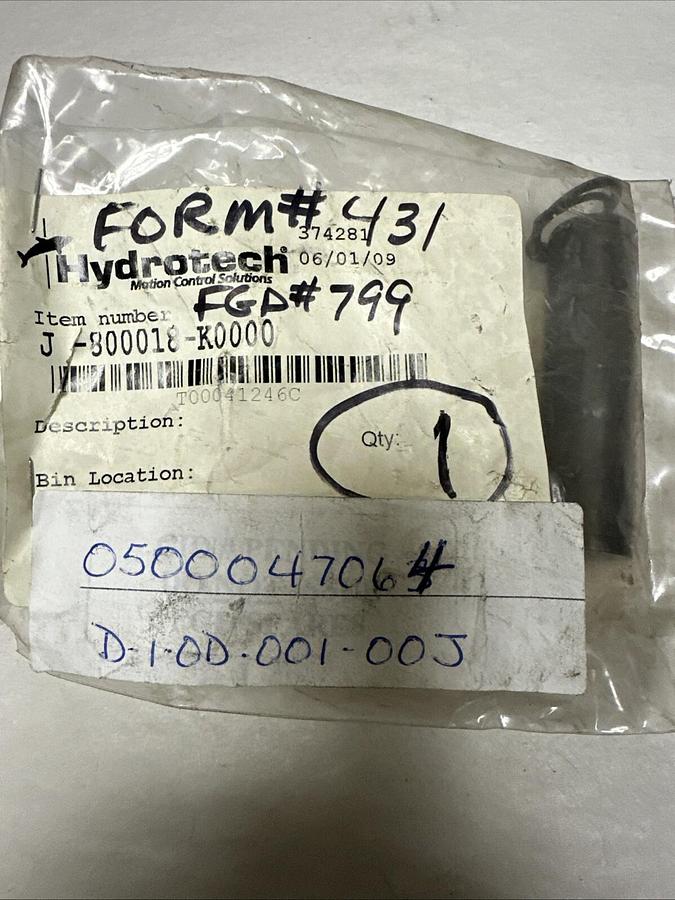 FORM# 431
374281
Hydrotech® 06/01/09
Motion Control Solutions
FGD# 799
Item number
J -800018-K0000
T00041246C
Description:
Qty: 1
Bin Location:
0500047064
D-1-0D-001-00J